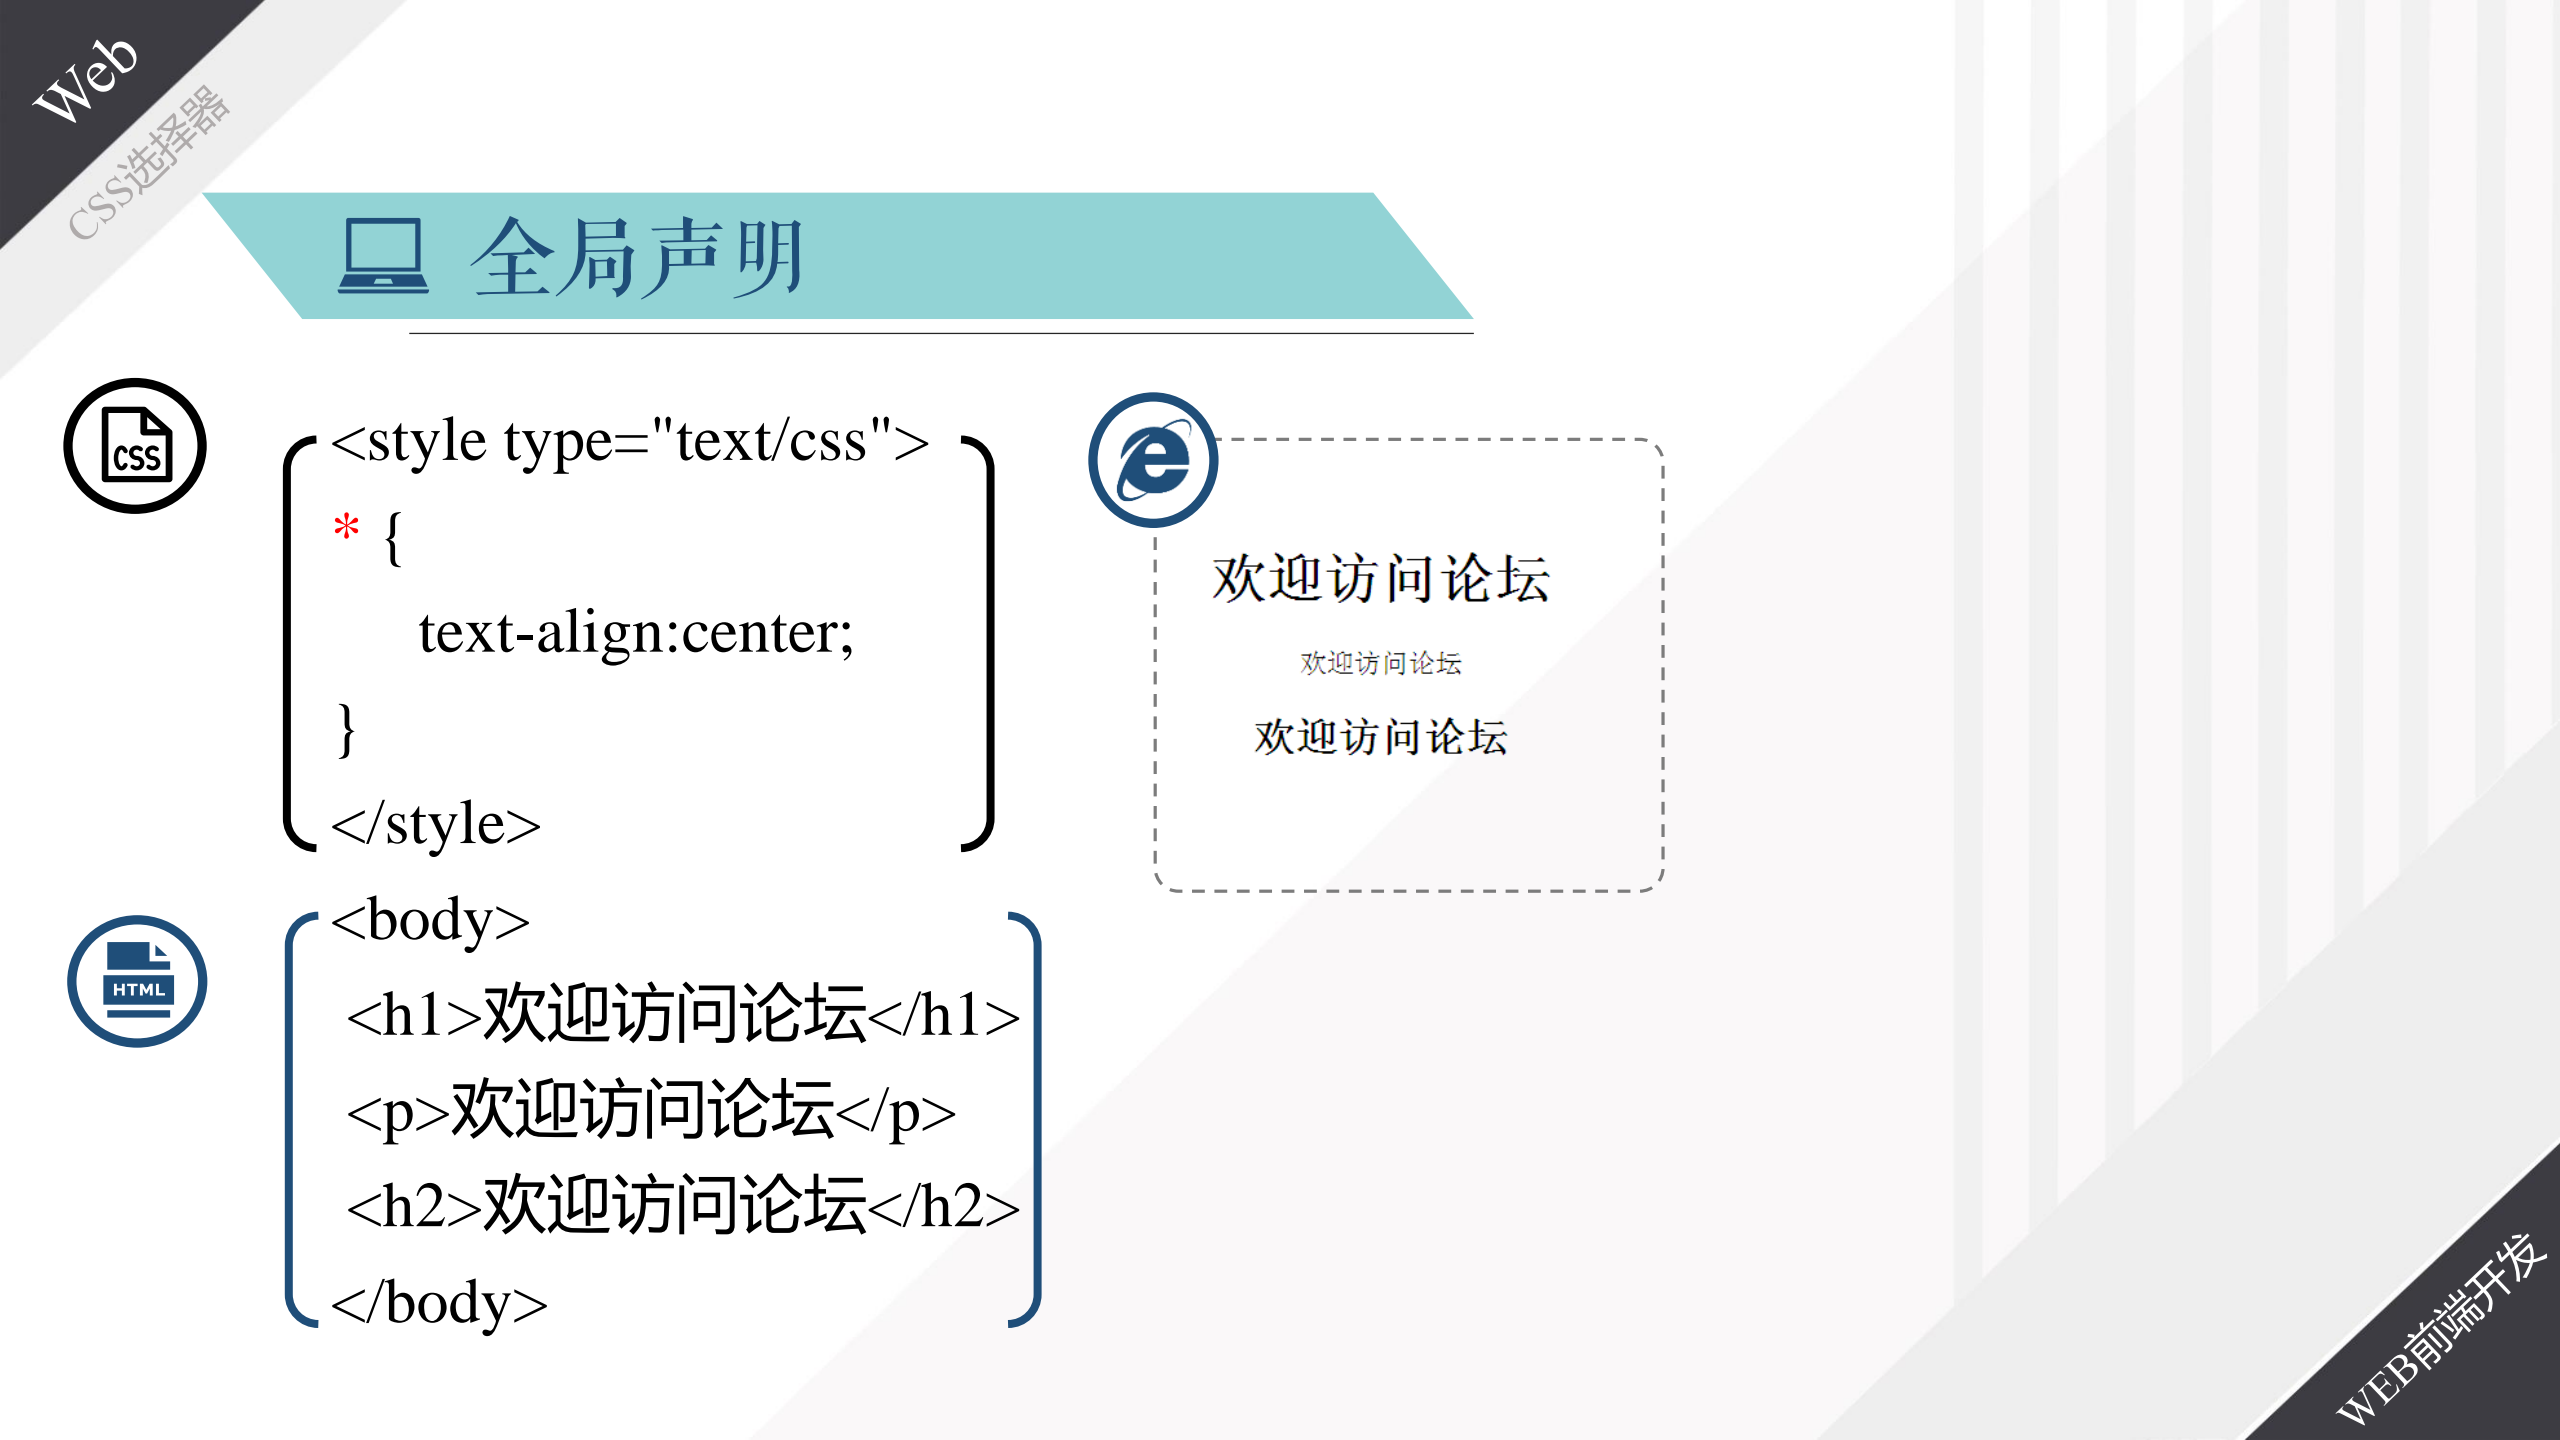 Web
CSS选择器
全局声明
CSS
<style type="text/css">
* {
text-align:center;
}
</style>
HTML
<body>
<h1>欢迎访问论坛</h1>
<p>欢迎访问论坛</p>
<h2>欢迎访问论坛</h2>
</body>
欢迎访问论坛
欢迎访问论坛
欢迎访问论坛
WEB前端开发